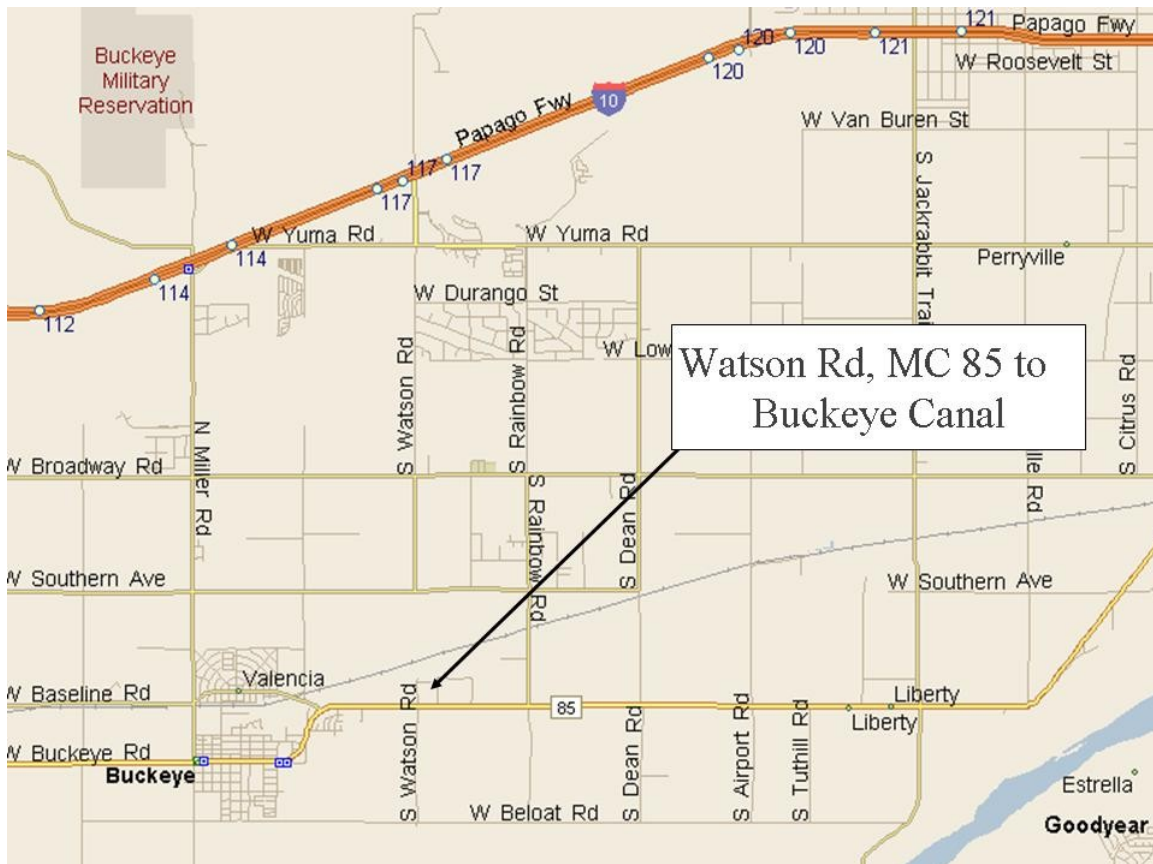 121
Papago Fwy
120
120
121
120
W Roosevelt St
Buckeye
Military
Reservation
10
Papago Fwy
W Van Buren St
117
117
117
S Jackrabbit Trai
W Yuma Rd
W Yuma Rd
114
Perryville
114
112
W Durango St
S Watson Rd
S Rainbow Rd
W Low
Watson Rd, MC 85 to
Buckeye Canal
S Citrus Rd
N Miller Rd
W Broadway Rd
S Rainbow Rd
S Dean Rd
lle Rd
W Southern Ave
W Southern Ave
Valencia
W Baseline Rd
S Watson Rd
85
S Dean Rd
S Airport Rd
S Tuthill Rd
Liberty
Liberty
W Buckeye Rd
Buckeye
Estrella
W Beloat Rd
Goodyear